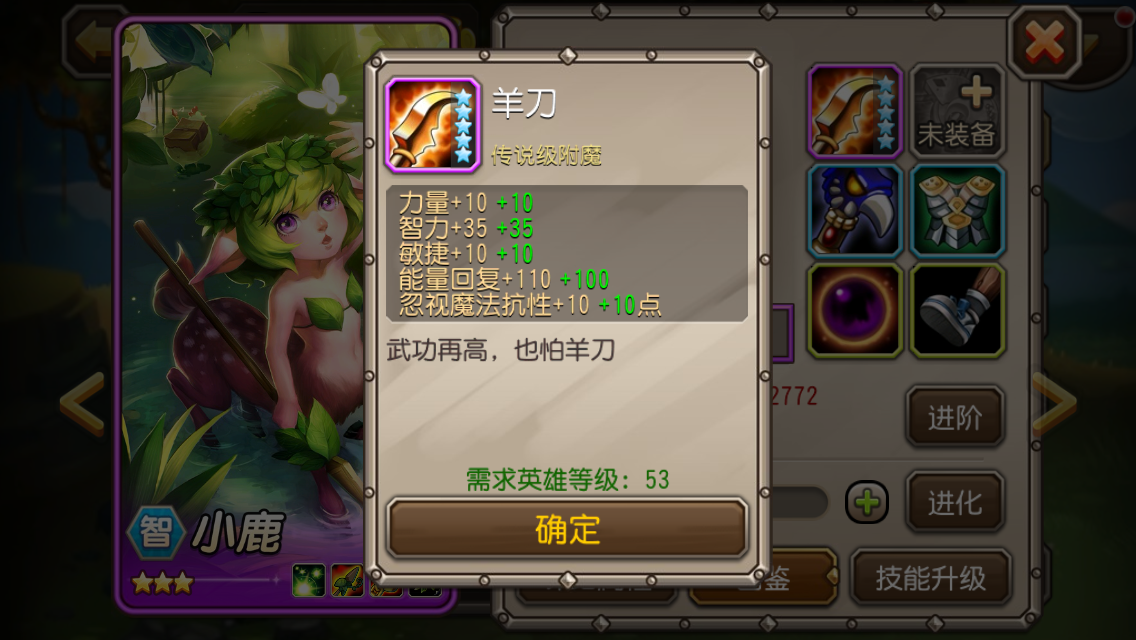 羊刀
传说级附魔
力量+10 +10
智力+35 +35
敏捷+10 +10
能量回复+110 +100
忽视魔法抗性+10 +10点
武功再高，也怕羊刀
需求英雄等级：53
确定
未装备
2772
进阶
进化
技能升级
智 小鹿